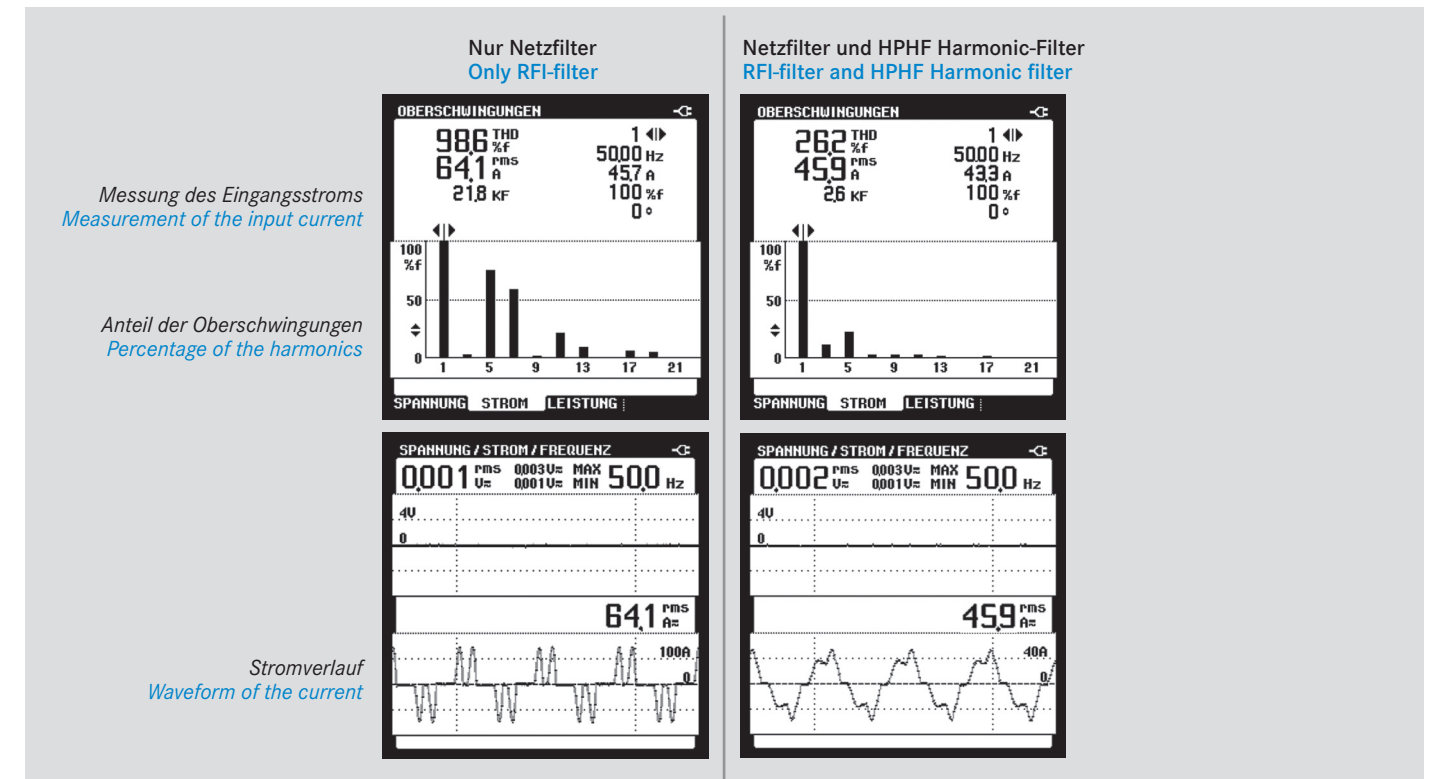 Nur Netzfilter
Only RFI-filter
Netzfilter und HPHF Harmonic-Filter
RFI-filter and HPHF Harmonic filter
Messung des Eingangsstroms
Measurement of the input current
Anteil der Oberschwingungen
Percentage of the harmonics
Stromverlauf
Waveform of the current
OBERSCHWINGUNGEN
98,6 THD %f
64,1 rms A
21,8 KF
1
50,00 Hz
45,7 A
100 %f
0 °
100
%f
50
0
1 5 9 13 17 21
SPANNUNG STROM LEISTUNG
OBERSCHWINGUNGEN
26,2 THD %f
45,9 rms A
2,6 KF
1
50,00 Hz
43,3 A
100 %f
0 °
100
%f
50
0
1 5 9 13 17 21
SPANNUNG STROM LEISTUNG
SPANNUNG / STROM / FREQUENZ
0,001 rms V≂ 0,003 V≂ MAX 50,0 Hz
0,001 V≂ MIN
4V
0
64,1 rms A≂
100A
0
SPANNUNG / STROM / FREQUENZ
0,002 rms V≂ 0,003 V≂ MAX 50,0 Hz
0,001 V≂ MIN
4V
0
45,9 rms A≂
40A
0